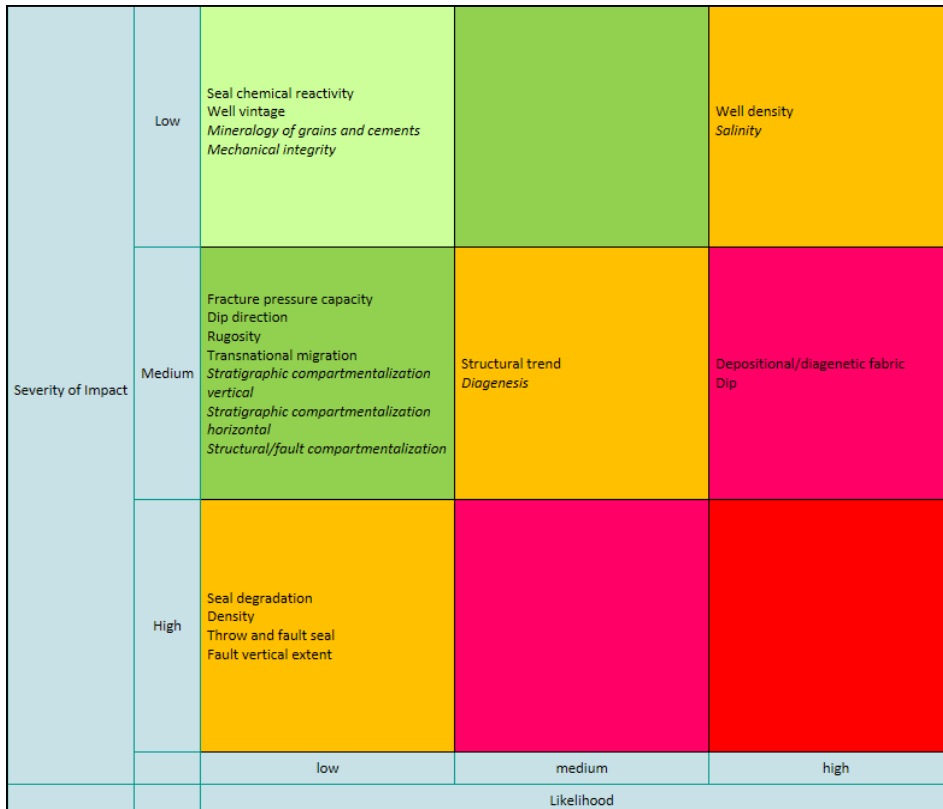 Low
Seal chemical reactivity
Well vintage
Mineralogy of grains and cements
Mechanical integrity
Well density
Salinity
Severity of Impact
Medium
Fracture pressure capacity
Dip direction
Rugosity
Transnational migration
Stratigraphic compartmentalization
vertical
Stratigraphic compartmentalization
horizontal
Structural/fault compartmentalization
Structural trend
Diagenesis
Depositional/diagenetic fabric
Dip
High
Seal degradation
Density
Throw and fault seal
Fault vertical extent
low
medium
high
Likelihood